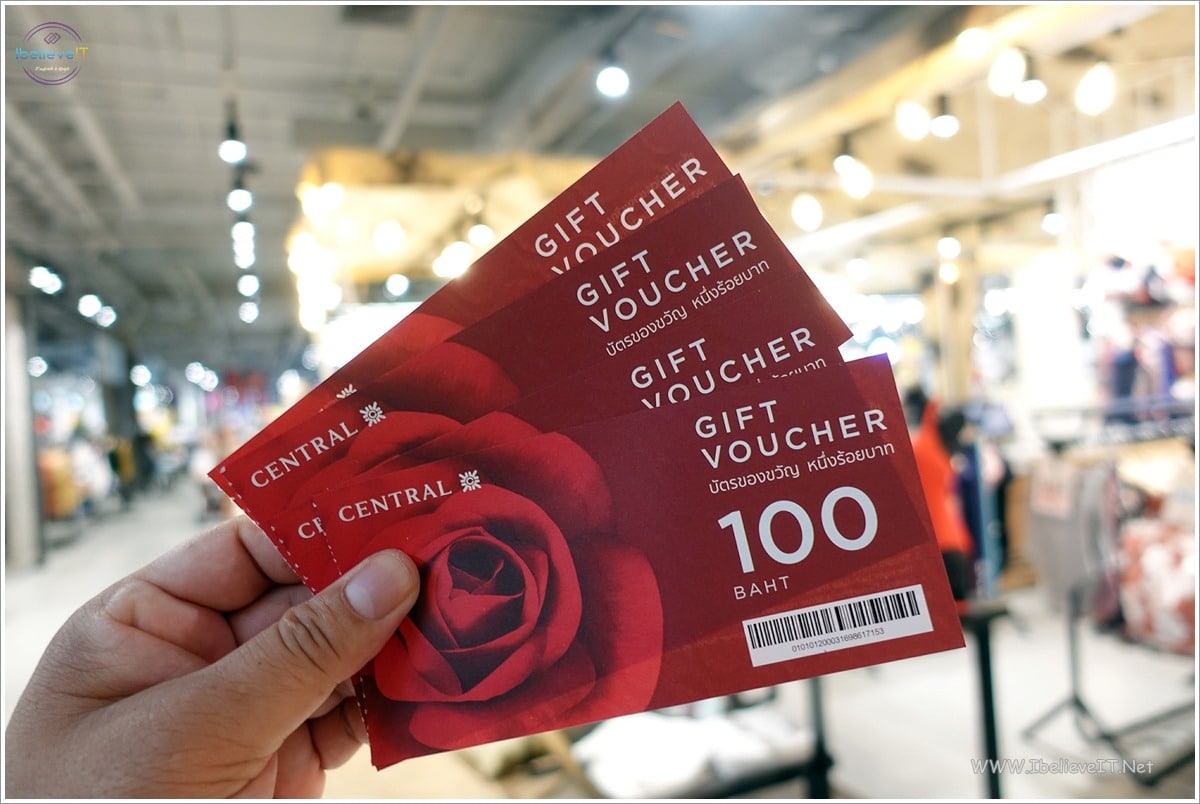 IbelieveIT
GIFT
VOUCHER
GIFT
VOUCHER
บัตรของขวัญ หนึ่งร้อยบาท
GIFT
VOUCHER
GIFT
VOUCHER
บัตรของขวัญ หนึ่งร้อยบาท
100
BAHT
CENTRAL
CE
CENTRAL
010101200031698617153
WWW.IbelieveIT.Net